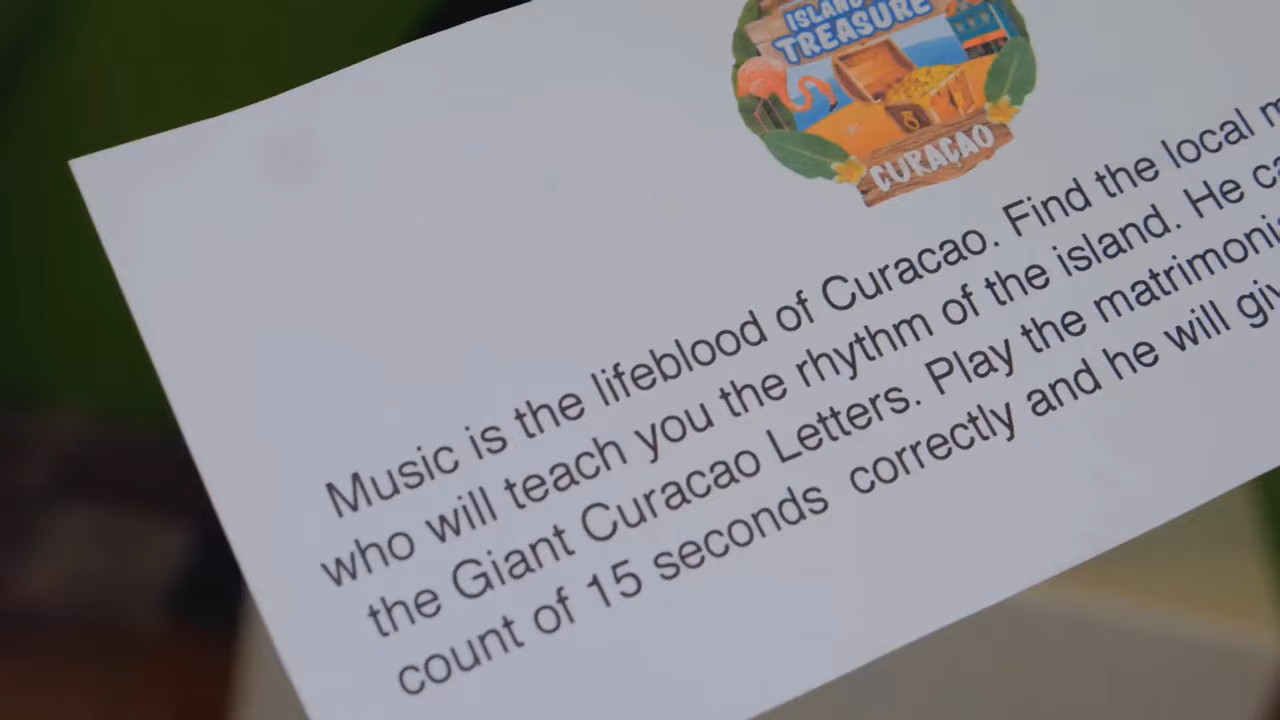 ISLAND
TREASURE
CURAÇAO
Music is the lifeblood of Curacao. Find the local
who will teach you the rhythm of the island. He
the Giant Curacao Letters. Play the
count of 15 seconds correctly and he will